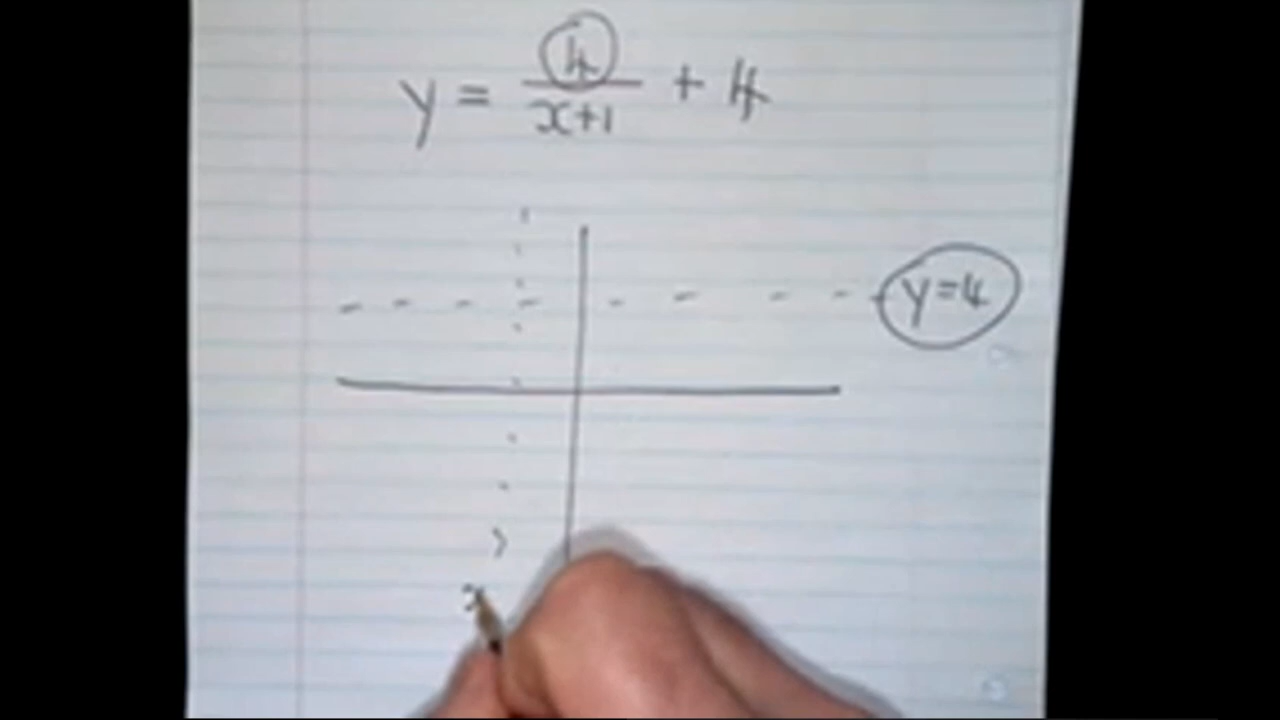 y = 4/(x+1) + 4
y=4
x